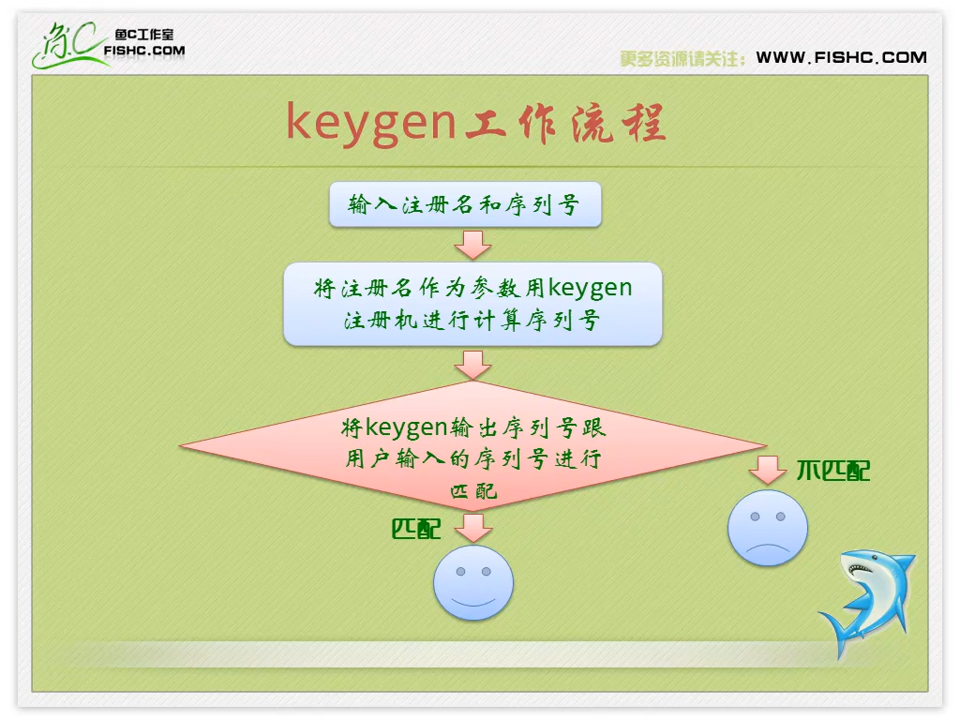 鱼C工作室
FISHC.COM
更多资源请关注：WWW.FISHC.COM
keygen工作流程
输入注册名和序列号
将注册名作为参数用keygen
注册机进行计算序列号
将keygen输出序列号跟
用户输入的序列号进行
匹配
不匹配
匹配